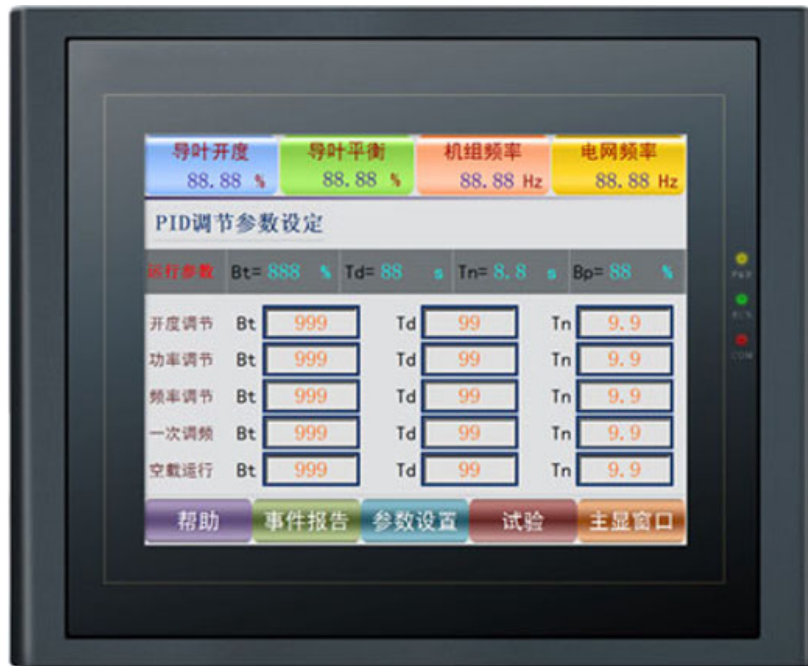 导叶开度 导叶平衡 机组频率 电网频率
88.88 % 88.88 % 88.88 Hz 88.88 Hz
PID调节参数设定
运行参数 Bt= 888 % Td= 88 s Tn= 8.8 s Bp= 88 %
开度调节 Bt 999 Td 99 Tn 9.9
功率调节 Bt 999 Td 99 Tn 9.9
频率调节 Bt 999 Td 99 Tn 9.9
一次调频 Bt 999 Td 99 Tn 9.9
空载运行 Bt 999 Td 99 Tn 9.9
帮助 事件报告 参数设置 试验 主显窗口
COM